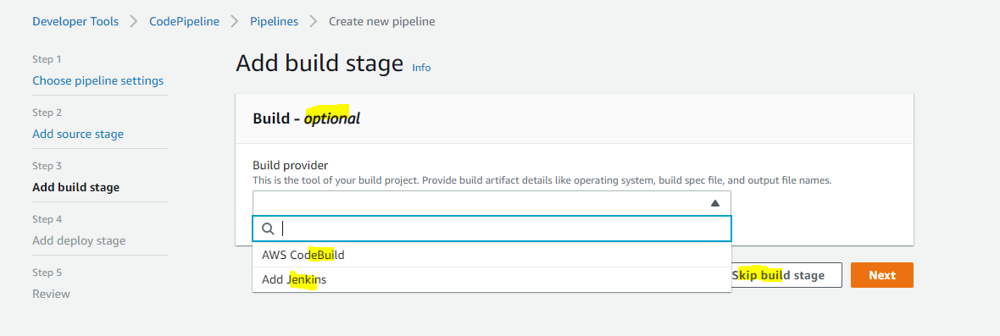 Developer Tools > CodePipeline > Pipelines > Create new pipeline
Step 1
Choose pipeline settings
Step 2
Add source stage
Step 3
Add build stage
Step 4
Add deploy stage
Step 5
Review
Add build stage Info
Build - optional
Build provider
This is the tool of your build project. Provide build artifact details like operating system, build spec file, and output file names.
AWS CodeBuild
Add Jenkins
Skip build stage
Next